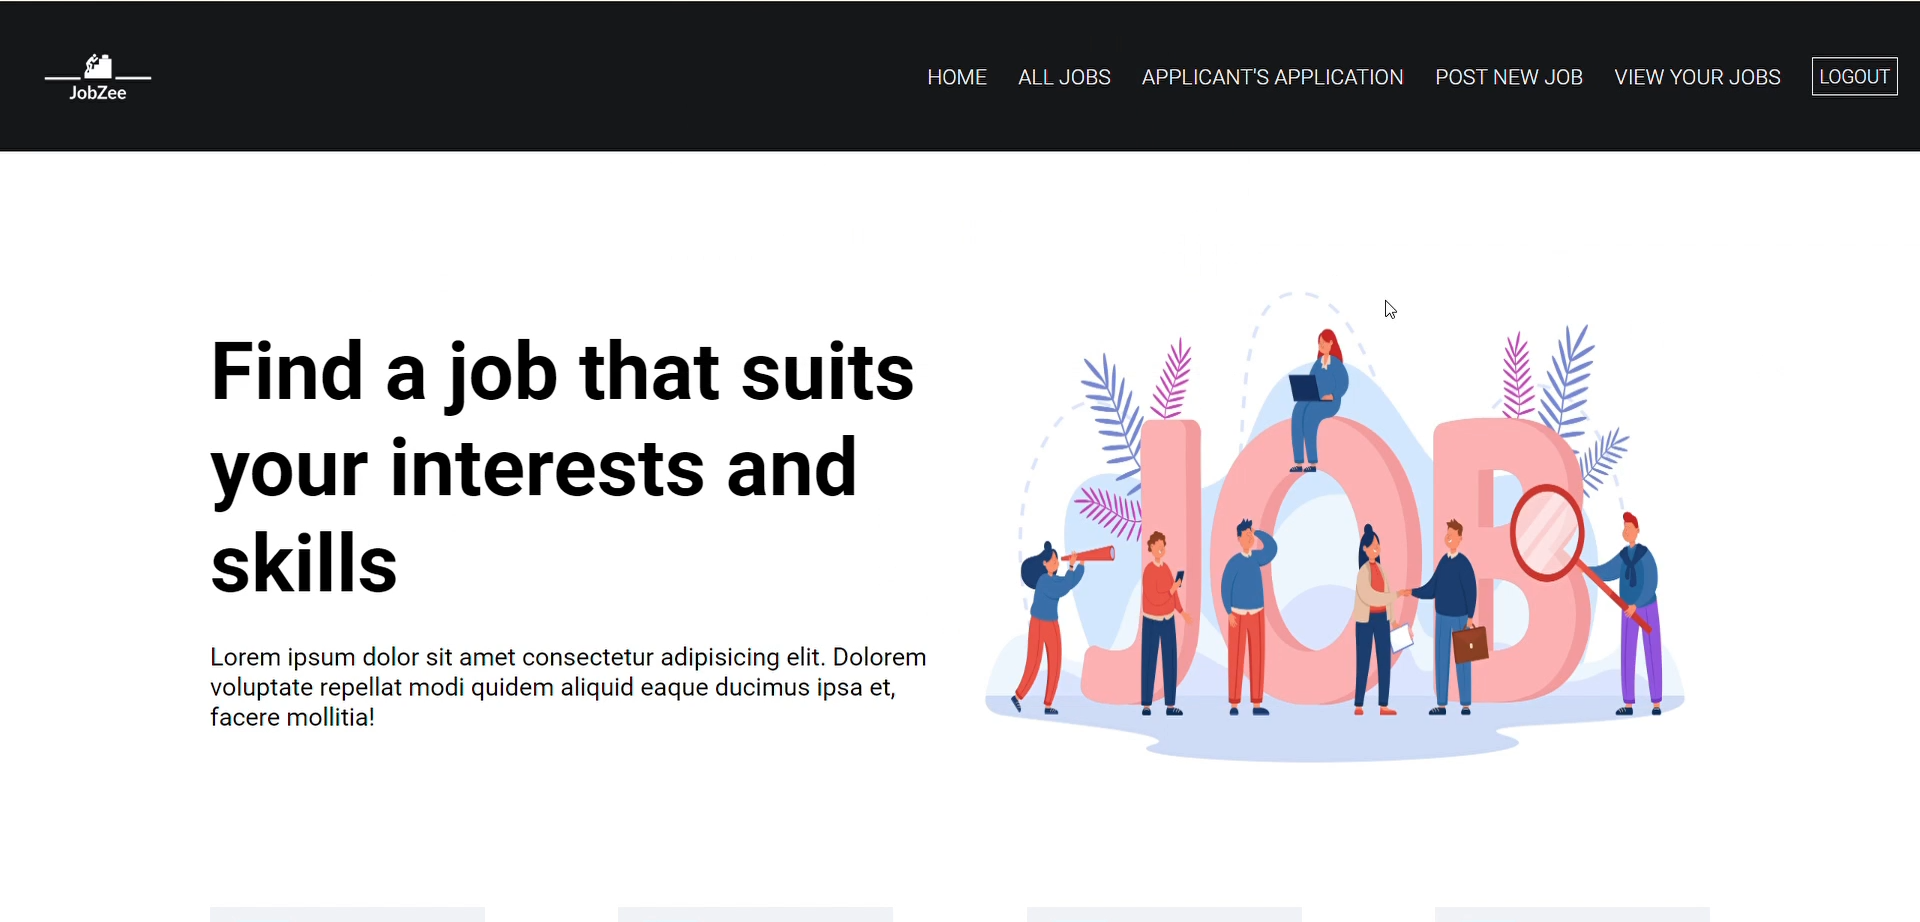 JobZee
HOME ALL JOBS APPLICANT'S APPLICATION POST NEW JOB VIEW YOUR JOBS LOGOUT
Find a job that suits
your interests and
skills
Lorem ipsum dolor sit amet consectetur adipisicing elit. Dolorem
voluptate repellat modi quidem aliquid eaque ducimus ipsa et,
facere mollitia!
JOB